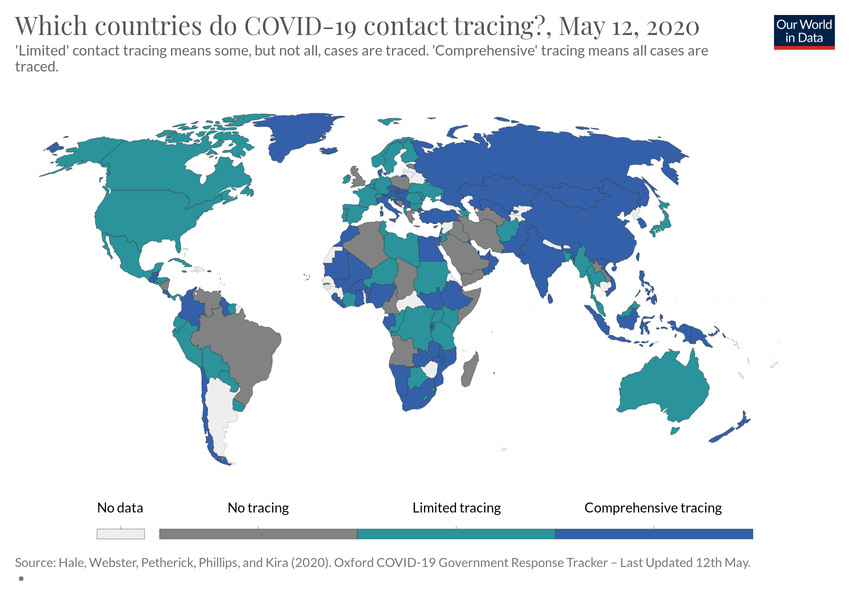 Which countries do COVID-19 contact tracing?, May 12, 2020
Our World
in Data
'Limited' contact tracing means some, but not all, cases are traced. 'Comprehensive' tracing means all cases are
traced.
No data
No tracing
Limited tracing
Comprehensive tracing
Source: Hale, Webster, Petherick, Phillips, and Kira (2020). Oxford COVID-19 Government Response Tracker – Last Updated 12th May.
•